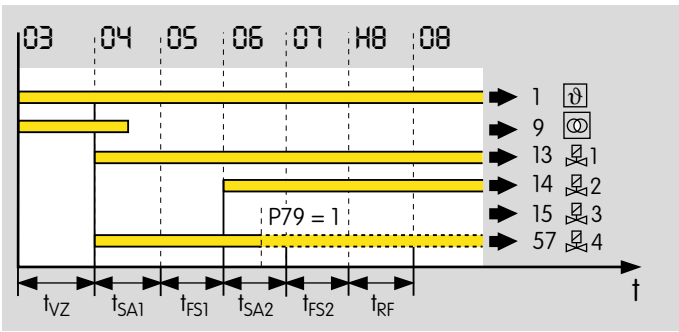 03 04 05 06 07 H8 08
1 ϑ
9
13 1
14 2
P79 = 1
15 3
57 4
t
tVZ tSA1 tFS1 tSA2 tFS2 tRF